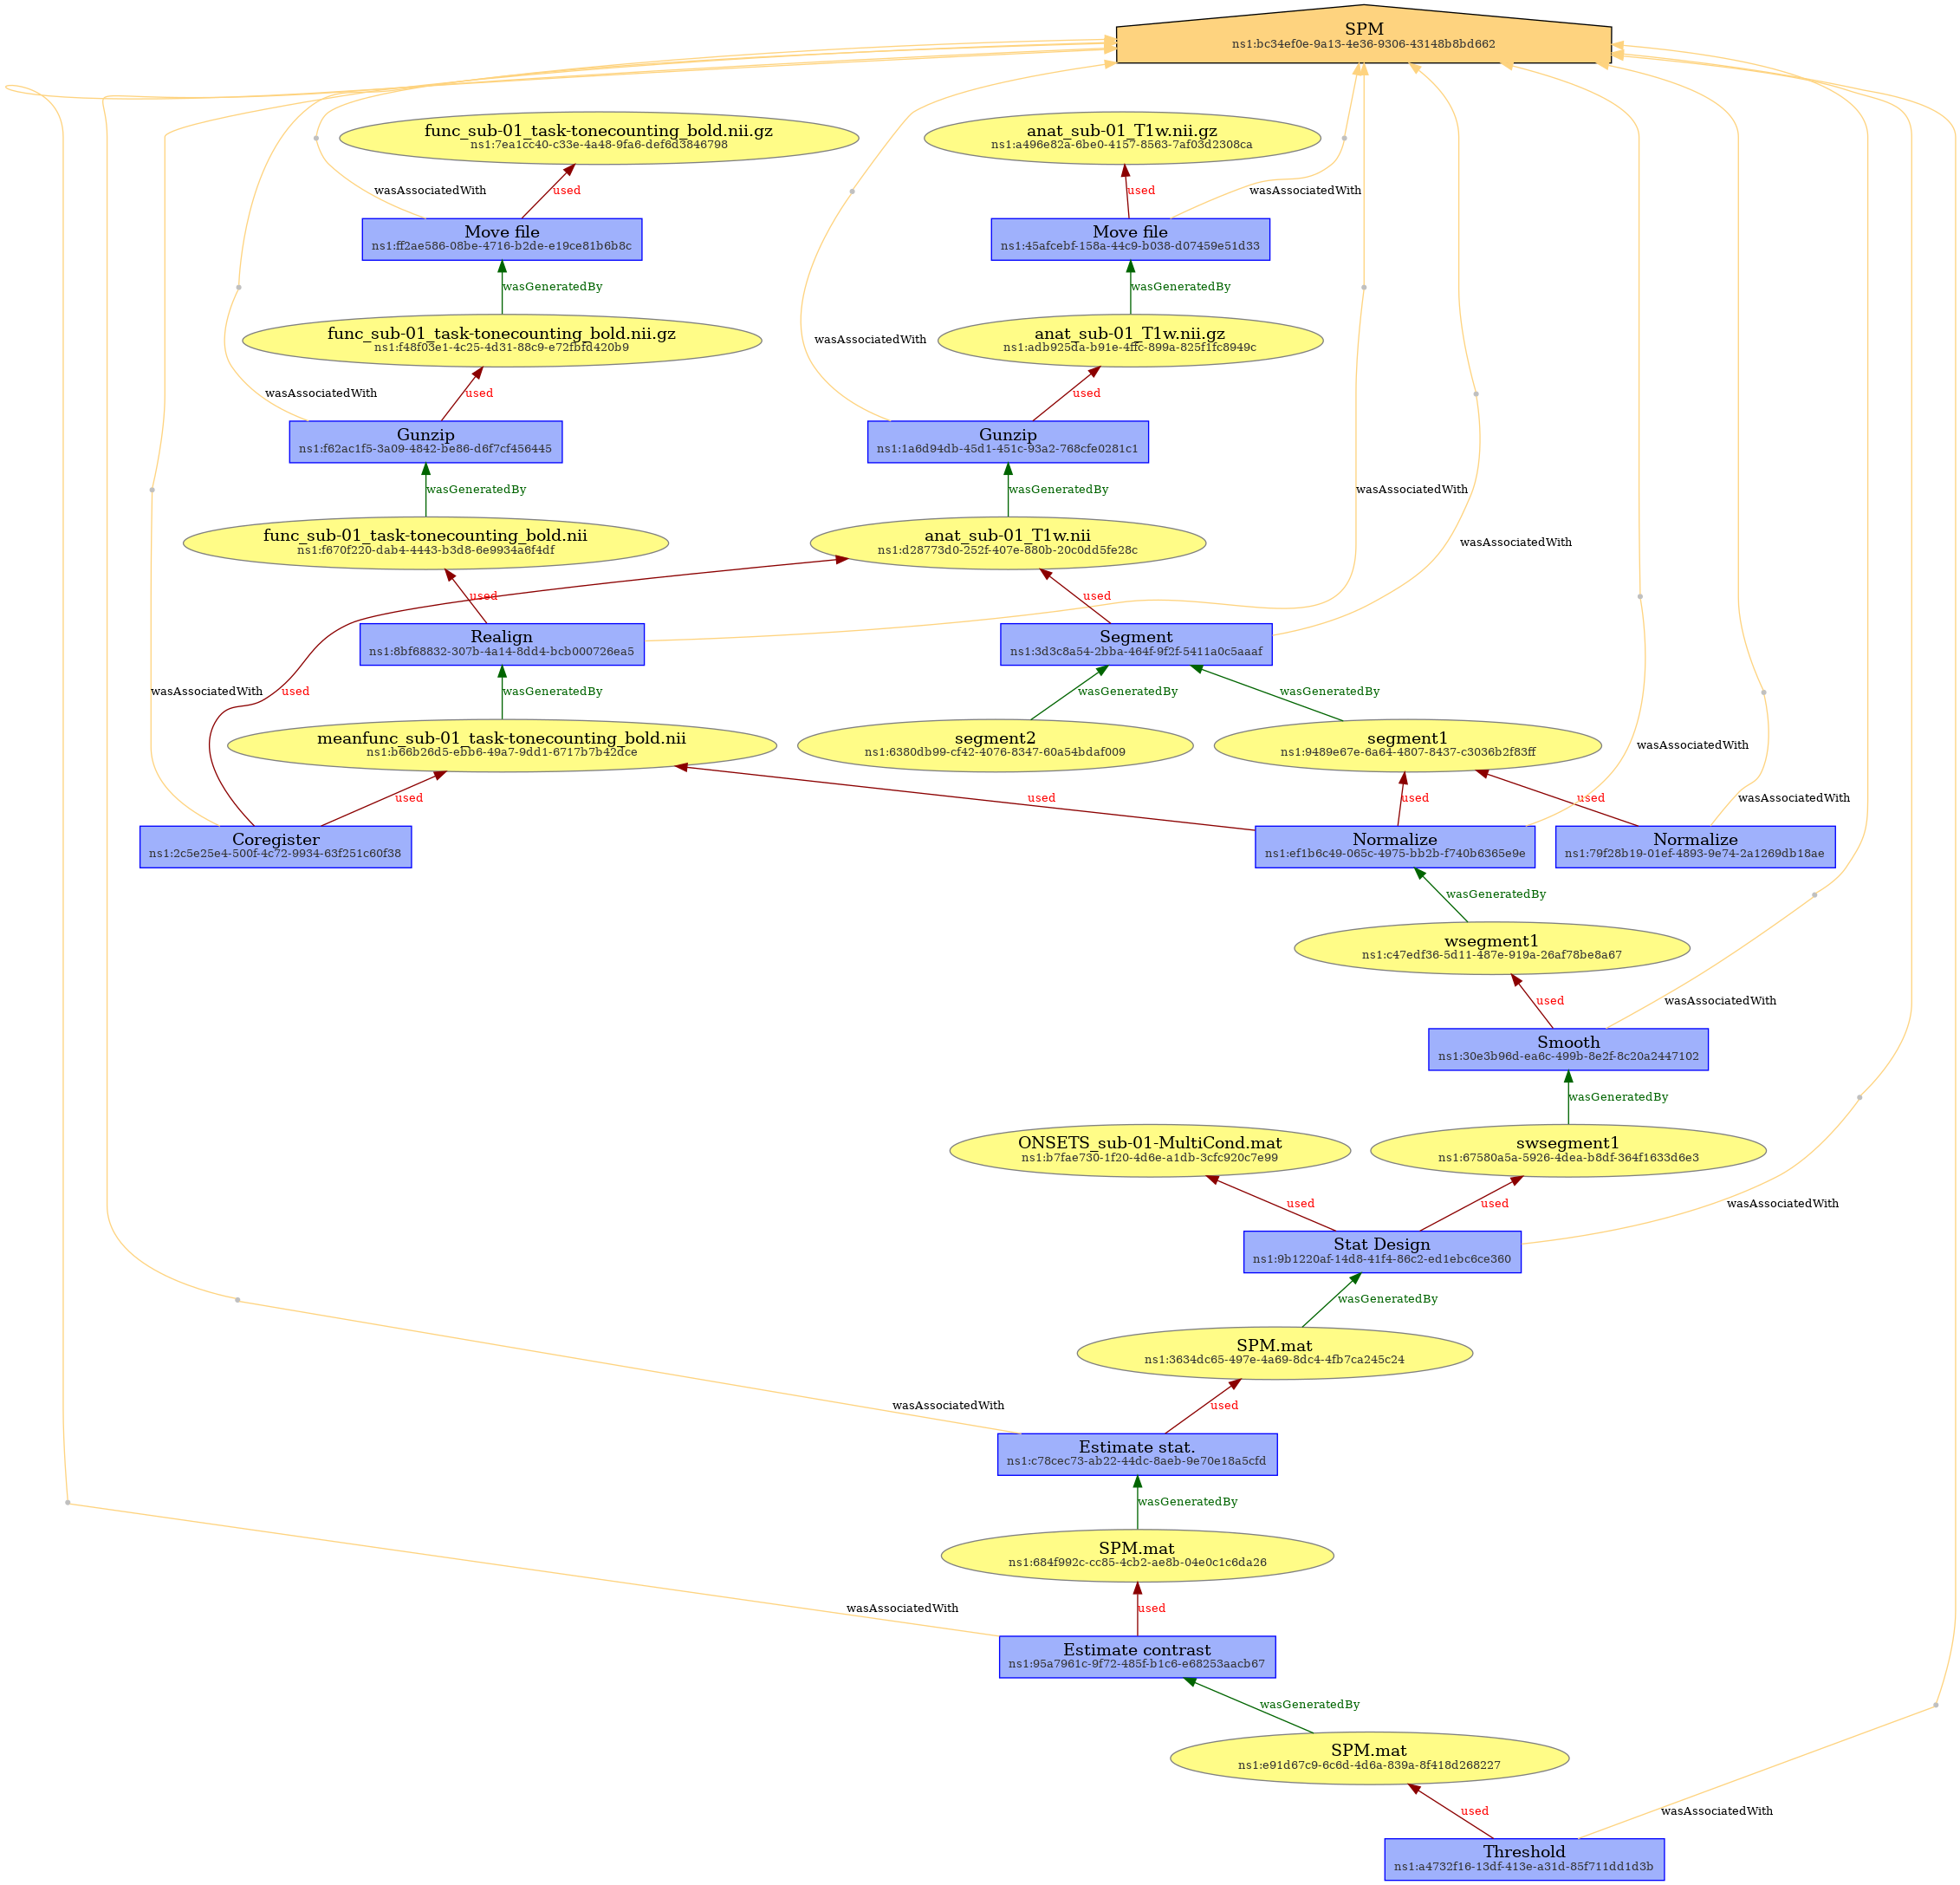 SPM
ns1:bc34ef0e-9a13-4e36-9306-43148b8bd662
func_sub-01_task-tonecounting_bold.nii.gz
ns1:7ea1cc40-c33e-4a48-9fa6-def6d3846798
anat_sub-01_T1w.nii.gz
ns1:a496e82a-6be0-4157-8563-7af03d2308ca
wasAssociatedWith
used
used
wasAssociatedWith
Move file
ns1:ff2ae586-08be-4716-b2de-e19ce81b6b8c
Move file
ns1:45afcebf-158a-44c9-b038-d07459e51d33
wasGeneratedBy
wasGeneratedBy
func_sub-01_task-tonecounting_bold.nii.gz
ns1:f48f03e1-4c25-4d31-88c9-e72fbfd420b9
wasAssociatedWith
anat_sub-01_T1w.nii.gz
ns1:adb925da-b91e-4ffc-899a-825f1fc8949c
wasAssociatedWith
used
used
Gunzip
ns1:f62ac1f5-3a09-4842-be86-d6f7cf456445
Gunzip
ns1:1a6d94db-45d1-451c-93a2-768cfe0281c1
wasGeneratedBy
wasGeneratedBy
wasAssociatedWith
func_sub-01_task-tonecounting_bold.nii
ns1:f670f220-dab4-4443-b3d8-6e9934a6f4df
anat_sub-01_T1w.nii
ns1:d28773d0-252f-407e-880b-20c0dd5fe28c
wasAssociatedWith
used
used
Realign
ns1:8bf68832-307b-4a14-8dd4-bcb000726ea5
Segment
ns1:3d3c8a54-2bba-464f-9f2f-5411a0c5aaaf
wasAssociatedWith
used
wasGeneratedBy
wasGeneratedBy
wasGeneratedBy
meanfunc_sub-01_task-tonecounting_bold.nii
ns1:b66b26d5-ebb6-49a7-9dd1-6717b7b42dce
segment2
ns1:6380db99-cf42-4076-8347-60a54bdaf009
segment1
ns1:9489e67e-6a64-4807-8437-c3036b2f83ff
wasAssociatedWith
used
used
used
used
wasAssociatedWith
Coregister
ns1:2c5e25e4-500f-4c72-9934-63f251c60f38
Normalize
ns1:ef1b6c49-065c-4975-bb2b-f740b6365e9e
Normalize
ns1:79f28b19-01ef-4893-9e74-2a1269db18ae
wasGeneratedBy
wsegment1
ns1:c47edf36-5d11-487e-919a-26af78be8a67
used
wasAssociatedWith
Smooth
ns1:30e3b96d-ea6c-499b-8e2f-8c20a2447102
wasGeneratedBy
ONSETS_sub-01-MultiCond.mat
ns1:b7fae730-1f20-4d6e-a1db-3cfc920c7e99
swsegment1
ns1:67580a5a-5926-4dea-b8df-364f1633d6e3
used
used
wasAssociatedWith
Stat Design
ns1:9b1220af-14d8-41f4-86c2-ed1ebc6ce360
wasGeneratedBy
SPM.mat
ns1:3634dc65-497e-4a69-8dc4-4fb7ca245c24
wasAssociatedWith
used
Estimate stat.
ns1:c78cec73-ab22-44dc-8aeb-9e70e18a5cfd
wasGeneratedBy
SPM.mat
ns1:684f992c-cc85-4cb2-ae8b-04e0c1c6da26
wasAssociatedWith
used
Estimate contrast
ns1:95a7961c-9f72-485f-b1c6-e68253aacb67
wasGeneratedBy
SPM.mat
ns1:e91d67c9-6c6d-4d6a-839a-8f418d268227
used
wasAssociatedWith
Threshold
ns1:a4732f16-13df-413e-a31d-85f711dd1d3b